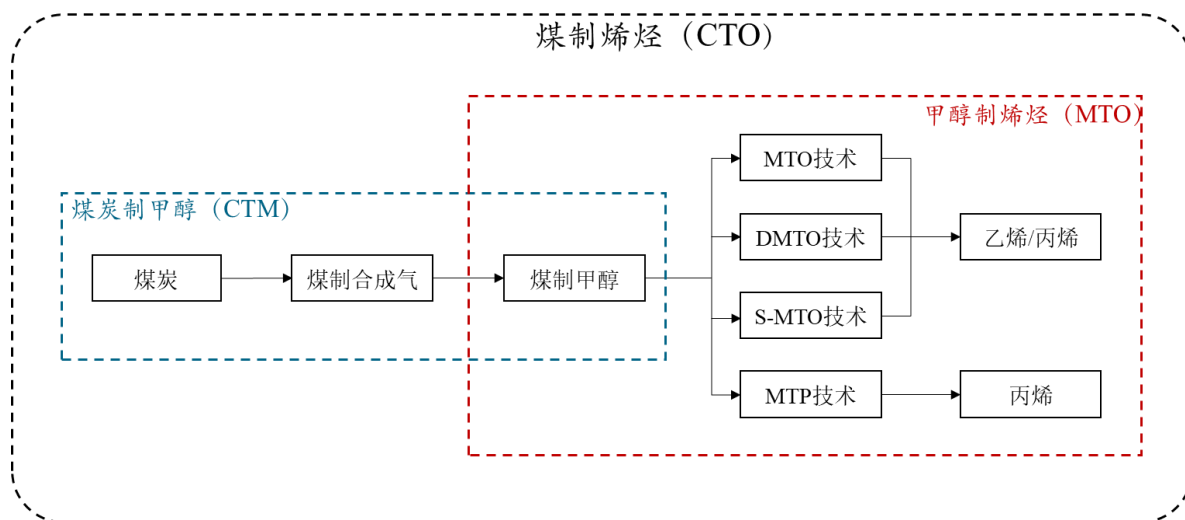 煤制烯烃（CTO）
甲醇制烯烃（MTO）
MTO技术
煤炭制甲醇（CTM）
DMTO技术
乙烯/丙烯
煤炭
煤制合成气
煤制甲醇
S-MTO技术
MTP技术
丙烯